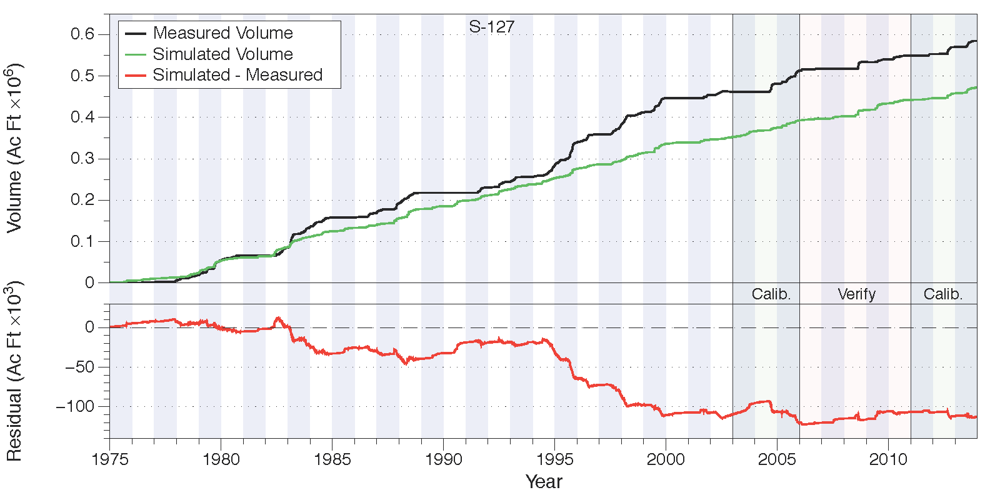 S-127
Measured Volume
Simulated Volume
Simulated - Measured
Volume (Ac Ft ×10⁶)
0.6
0.5
0.4
0.3
0.2
0.1
0
Calib.
Verify
Calib.
Residual (Ac Ft ×10³)
0
−50
−100
1975 1980 1985 1990 1995 2000 2005 2010
Year